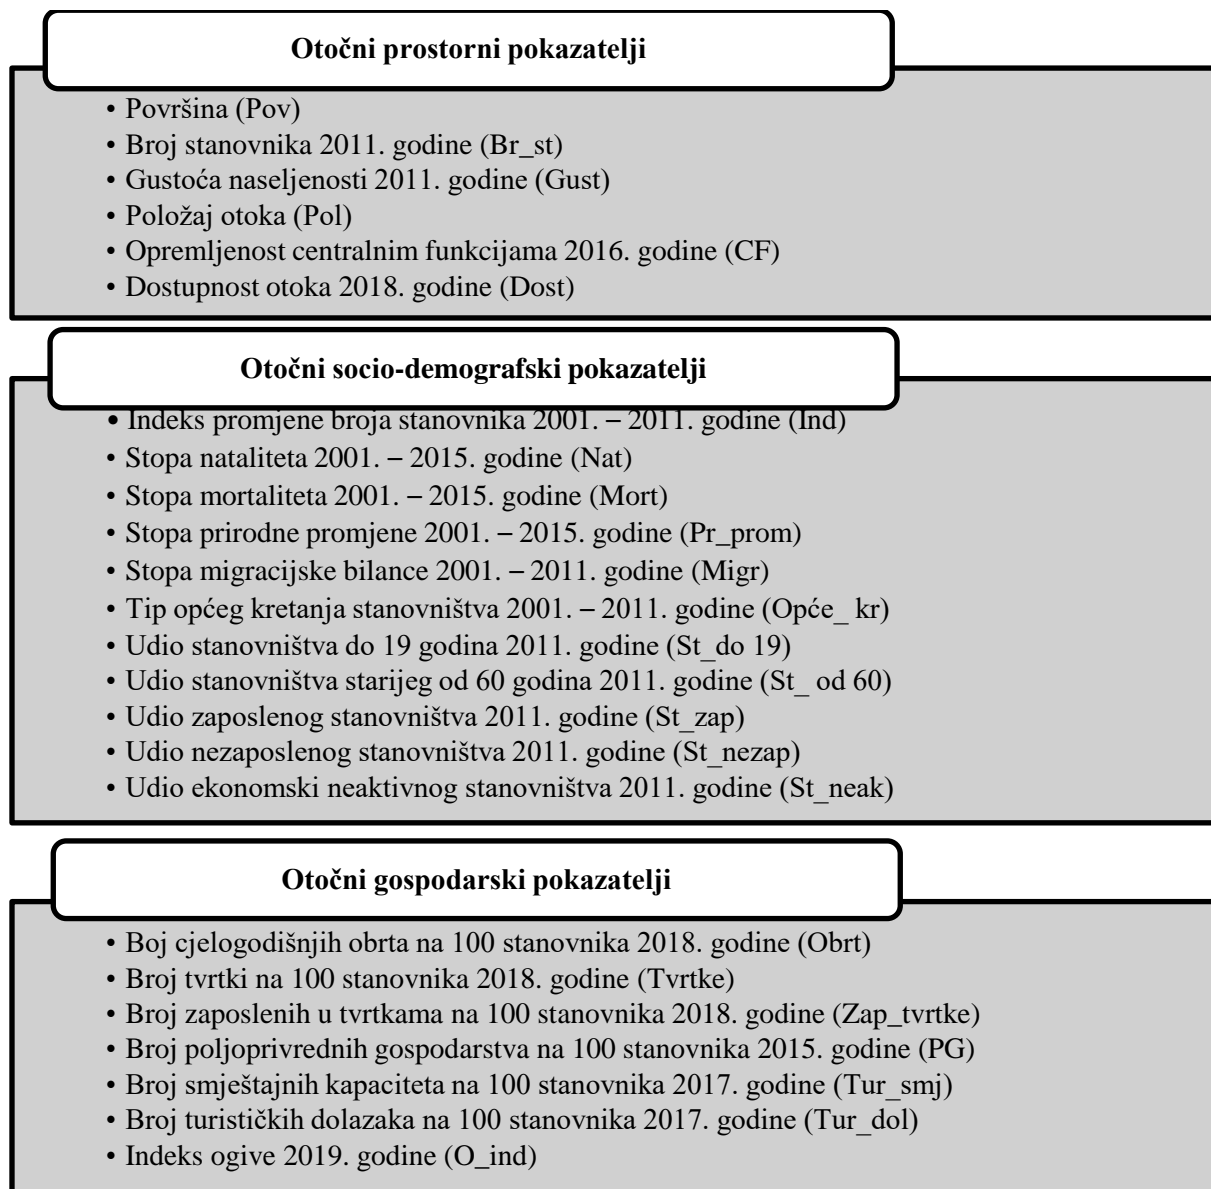 Otočni prostorni pokazatelji
• Površina (Pov)
• Broj stanovnika 2011. godine (Br_st)
• Gustoća naseljenosti 2011. godine (Gust)
• Položaj otoka (Pol)
• Opremljenost centralnim funkcijama 2016. godine (CF)
• Dostupnost otoka 2018. godine (Dost)
Otočni socio-demografski pokazatelji
• Indeks promjene broja stanovnika 2001. – 2011. godine (Ind)
• Stopa nataliteta 2001. – 2015. godine (Nat)
• Stopa mortaliteta 2001. – 2015. godine (Mort)
• Stopa prirodne promjene 2001. – 2015. godine (Pr_prom)
• Stopa migracijske bilance 2001. – 2011. godine (Migr)
• Tip općeg kretanja stanovništva 2001. – 2011. godine (Opće_ kr)
• Udio stanovništva do 19 godina 2011. godine (St_do 19)
• Udio stanovništva starijeg od 60 godina 2011. godine (St_ od 60)
• Udio zaposlenog stanovništva 2011. godine (St_zap)
• Udio nezaposlenog stanovništva 2011. godine (St_nezap)
• Udio ekonomski neaktivnog stanovništva 2011. godine (St_neak)
Otočni gospodarski pokazatelji
• Boj cjelogodišnjih obrta na 100 stanovnika 2018. godine (Obrt)
• Broj tvrtki na 100 stanovnika 2018. godine (Tvrtke)
• Broj zaposlenih u tvrtkama na 100 stanovnika 2018. godine (Zap_tvrtke)
• Broj poljoprivrednih gospodarstva na 100 stanovnika 2015. godine (PG)
• Broj smještajnih kapaciteta na 100 stanovnika 2017. godine (Tur_smj)
• Broj turističkih dolazaka na 100 stanovnika 2017. godine (Tur_dol)
• Indeks ogive 2019. godine (O_ind)